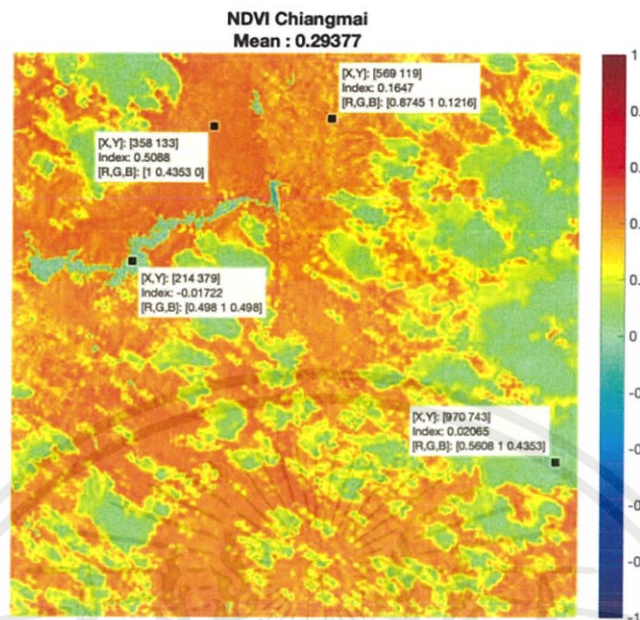 NDVI Chiangmai
Mean : 0.29377
[X,Y]: [569 119]
Index: 0.1647
[R,G,B]: [0.8745 1 0.1216]
[X,Y]: [358 133]
Index: 0.5088
[R,G,B]: [1 0.4353 0]
[X,Y]: [214 379]
Index: -0.01722
[R,G,B]: [0.498 1 0.498]
[X,Y]: [970 743]
Index: 0.02065
[R,G,B]: [0.5608 1 0.4353]
1
0